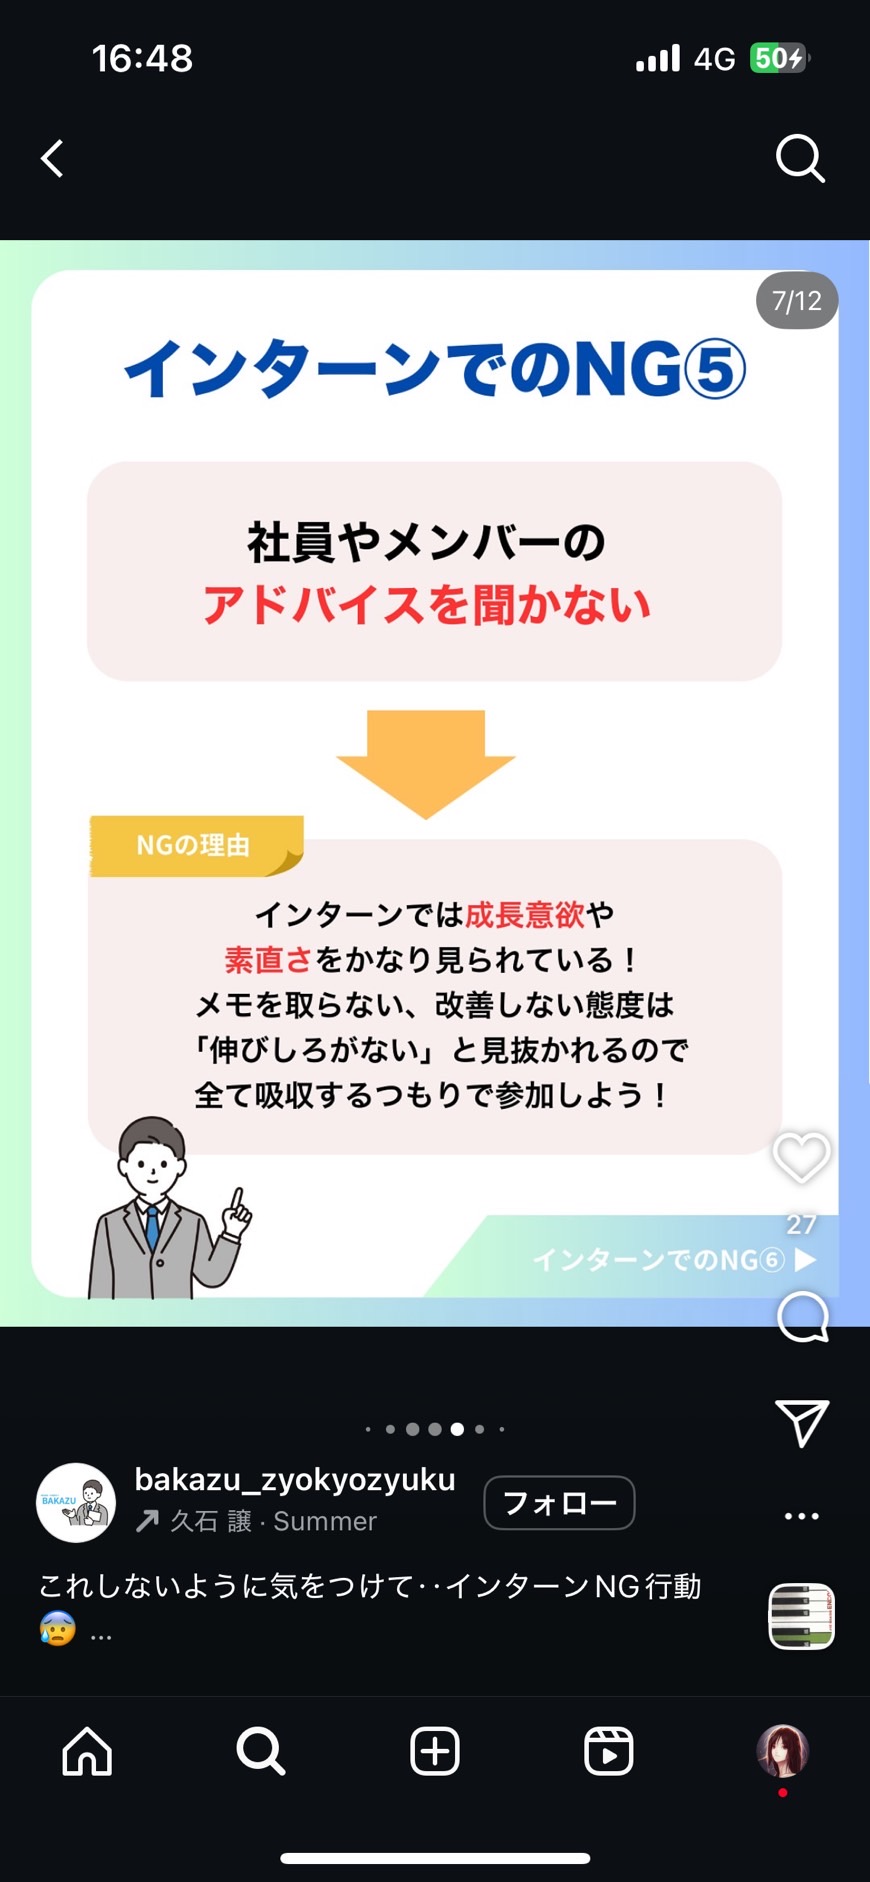 16:48
4G
50
7/12
インターンでのNG⑤
社員やメンバーの
アドバイスを聞かない
NGの理由
インターンでは成長意欲や
素直さをかなり見られている！
メモを取らない、改善しない態度は
「伸びしろがない」と見抜かれるので
全て吸収するつもりで参加しよう！
27
インターンでのNG⑥ ▶
BAKAZU
bakazu_zyokyozyuku
久石 譲 · Summer
フォロー
これしないように気をつけて‥インターンNG行動
😰 ...